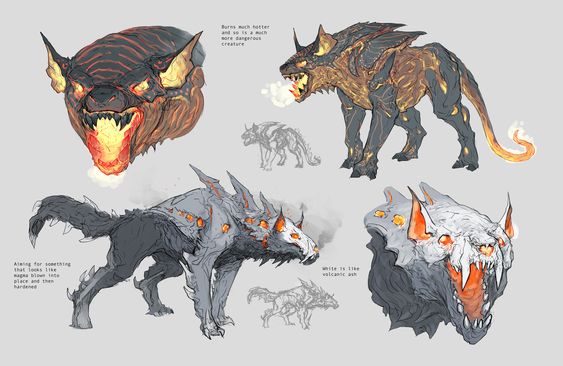 Burns much hotter
and so is a much
more dangerous
creature
Aiming for something
that looks like
magma blown into
place and then
hardened
White is like
volcanic ash